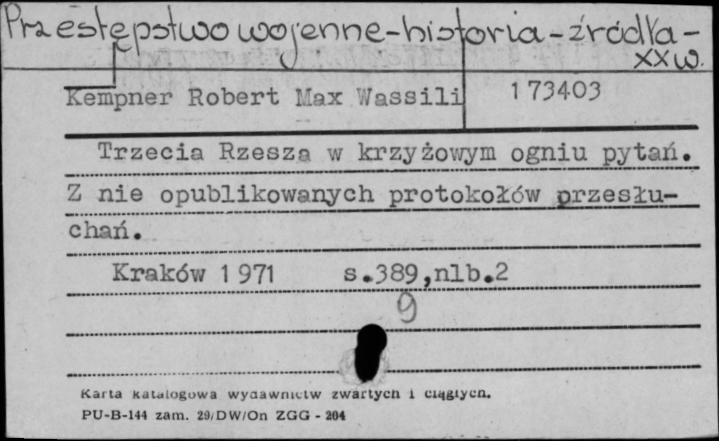 Przestępstwo wojenne-historia-źródła-
XX w.
Kempner Robert Max Wassili 173403
Trzecia Rzesza w krzyżowym ogniu pytań.
Z nie opublikowanych protokołów przesłu-
chań.
Kraków 1971 s.389,nlb.2
9
Karta katalogowa wydawnictw zwartych i ciągłych.
PU-B-144 zam. 29/DW/On ZGG - 204